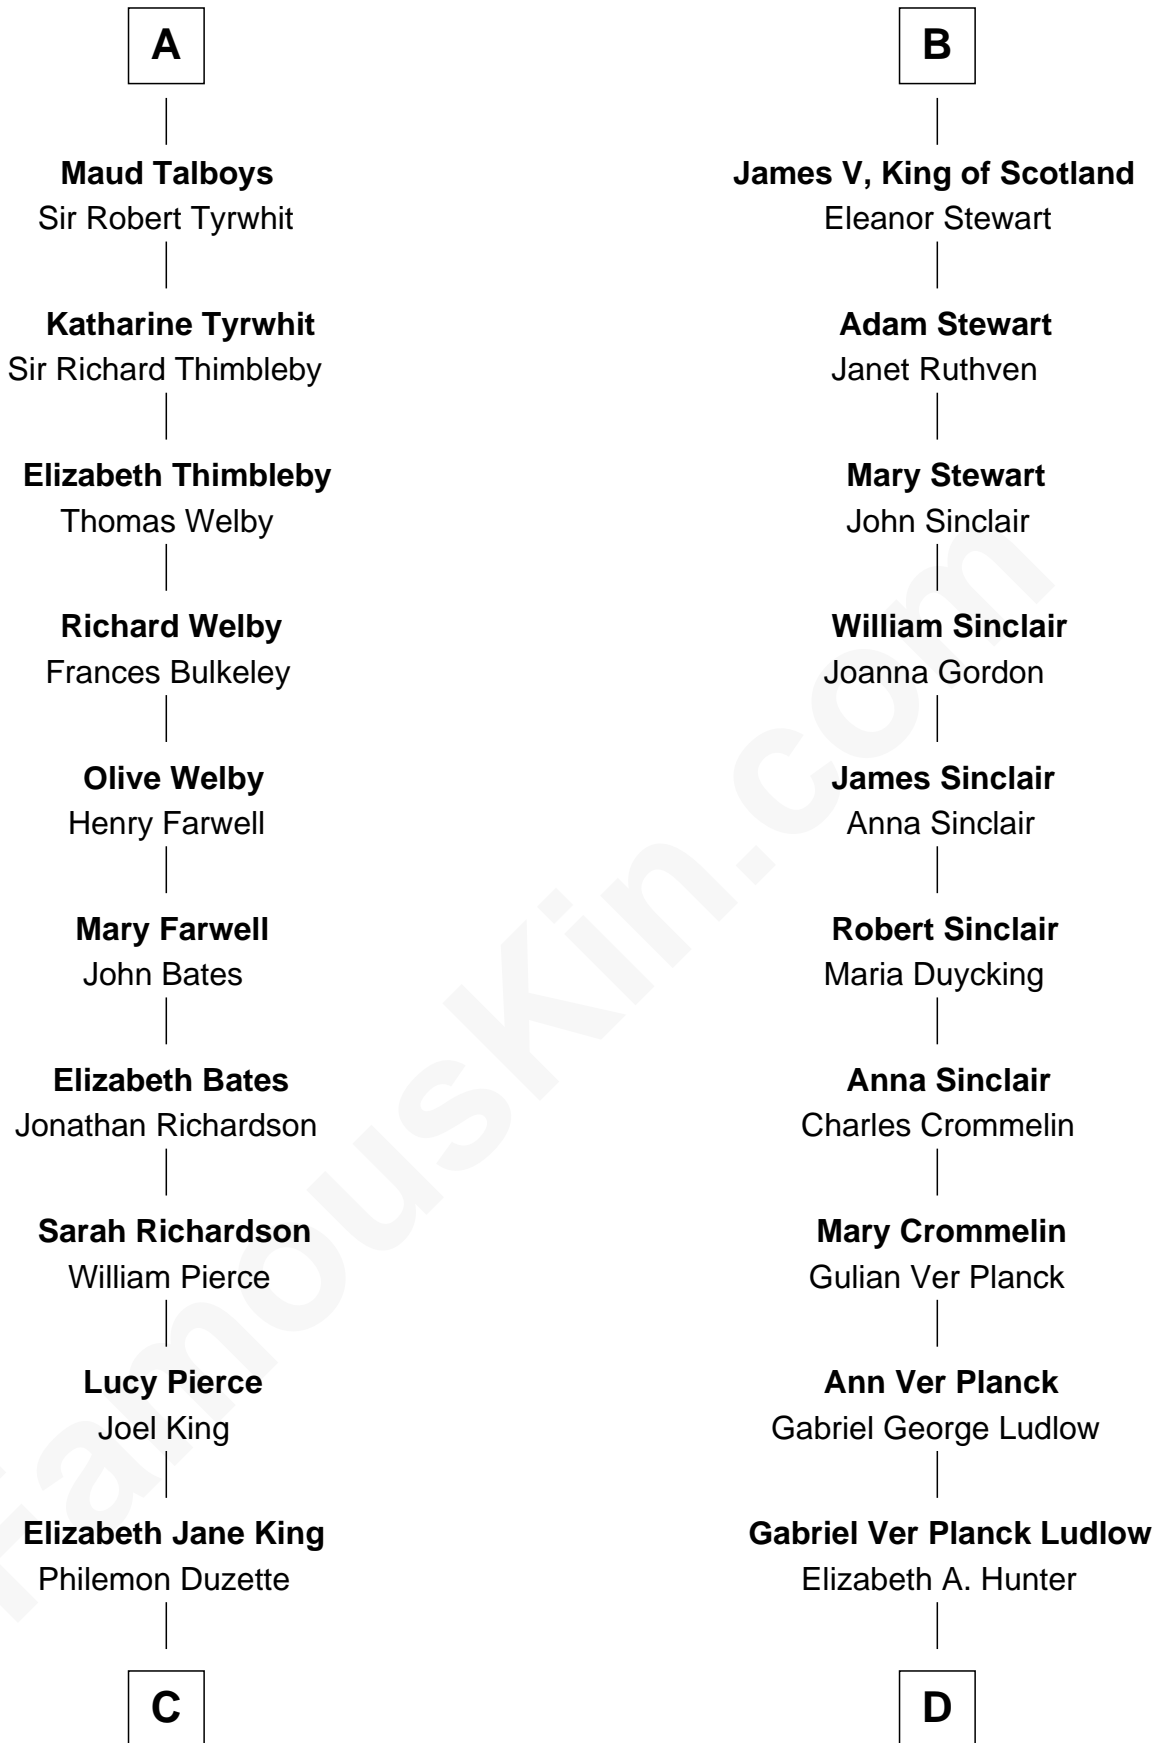 A
Maud Talboys
Sir Robert Tyrwhit
Katharine Tyrwhit
Sir Richard Thimbleby
Elizabeth Thimbleby
Thomas Welby
Richard Welby
Frances Bulkeley
Olive Welby
Henry Farwell
Mary Farwell
John Bates
Elizabeth Bates
Jonathan Richardson
Sarah Richardson
William Pierce
Lucy Pierce
Joel King
Elizabeth Jane King
Philemon Duzette
C
B
James V, King of Scotland
Eleanor Stewart
Adam Stewart
Janet Ruthven
Mary Stewart
John Sinclair
William Sinclair
Joanna Gordon
James Sinclair
Anna Sinclair
Robert Sinclair
Maria Duycking
Anna Sinclair
Charles Crommelin
Mary Crommelin
Gulian Ver Planck
Ann Ver Planck
Gabriel George Ludlow
Gabriel Ver Planck Ludlow
Elizabeth A. Hunter
D
FamousKin.com